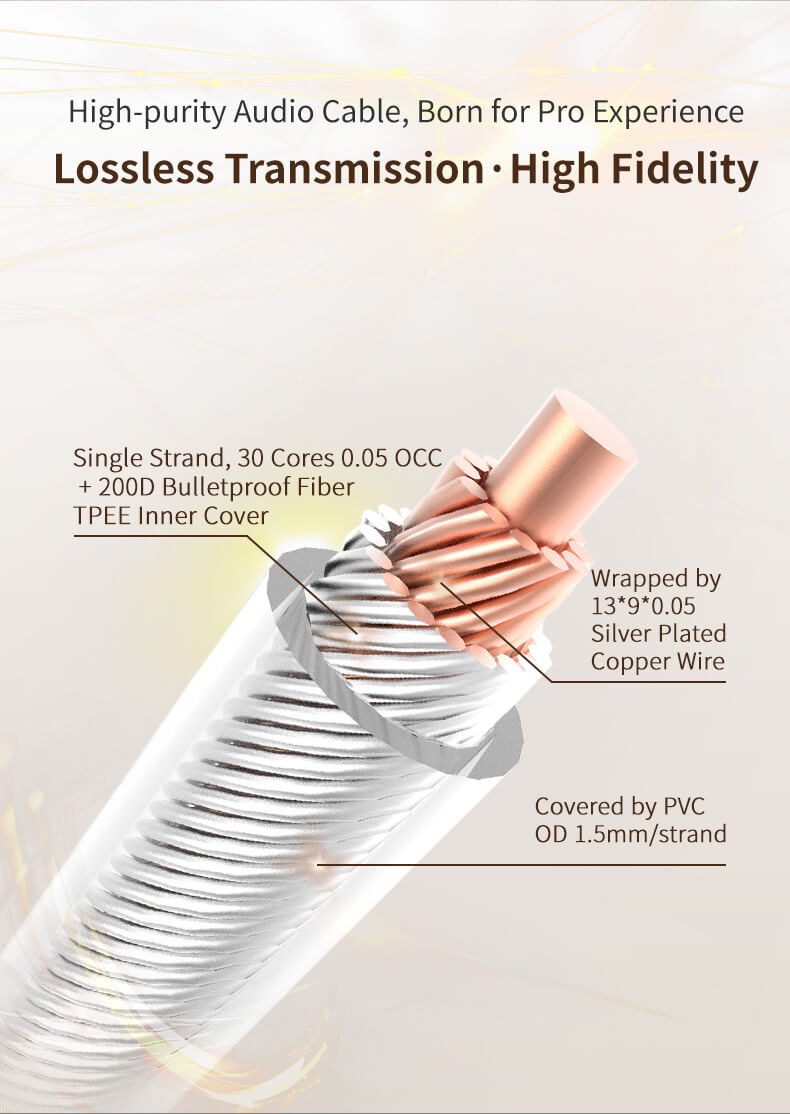 High-purity Audio Cable, Born for Pro Experience
Lossless Transmission·High Fidelity
Single Strand, 30 Cores 0.05 OCC
+ 200D Bulletproof Fiber
TPEE Inner Cover
Wrapped by
13*9*0.05
Silver Plated
Copper Wire
Covered by PVC
OD 1.5mm/strand